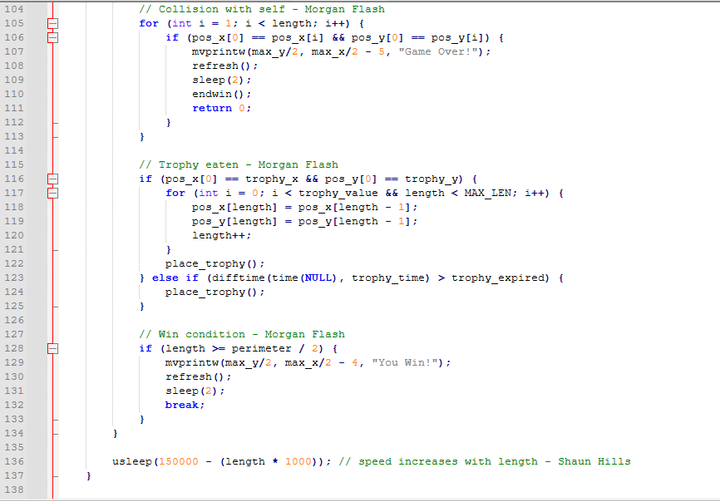 104 // Collision with self - Morgan Flash
105 for (int i = 1; i < length; i++) {
106 if (pos_x[0] == pos_x[i] && pos_y[0] == pos_y[i]) {
107 mvprintw(max_y/2, max_x/2 - 5, "Game Over!");
108 refresh();
109 sleep(2);
110 endwin();
111 return 0;
112 }
113 }
114
115 // Trophy eaten - Morgan Flash
116 if (pos_x[0] == trophy_x && pos_y[0] == trophy_y) {
117 for (int i = 0; i < trophy_value && length < MAX_LEN; i++) {
118 pos_x[length] = pos_x[length - 1];
119 pos_y[length] = pos_y[length - 1];
120 length++;
121 }
122 place_trophy();
123 } else if (difftime(time(NULL), trophy_time) > trophy_expired) {
124 place_trophy();
125 }
126
127 // Win condition - Morgan Flash
128 if (length >= perimeter / 2) {
129 mvprintw(max_y/2, max_x/2 - 4, "You Win!");
130 refresh();
131 sleep(2);
132 break;
133 }
134 }
135
136 usleep(150000 - (length * 1000)); // speed increases with length - Shaun Hills
137 }
138